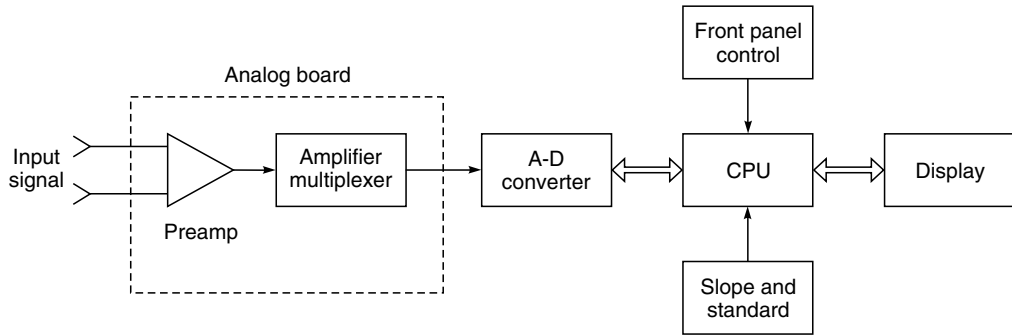 Front panel
control
Analog board
Input
signal
Preamp
Amplifier
multiplexer
A-D
converter
CPU
Display
Slope and
standard